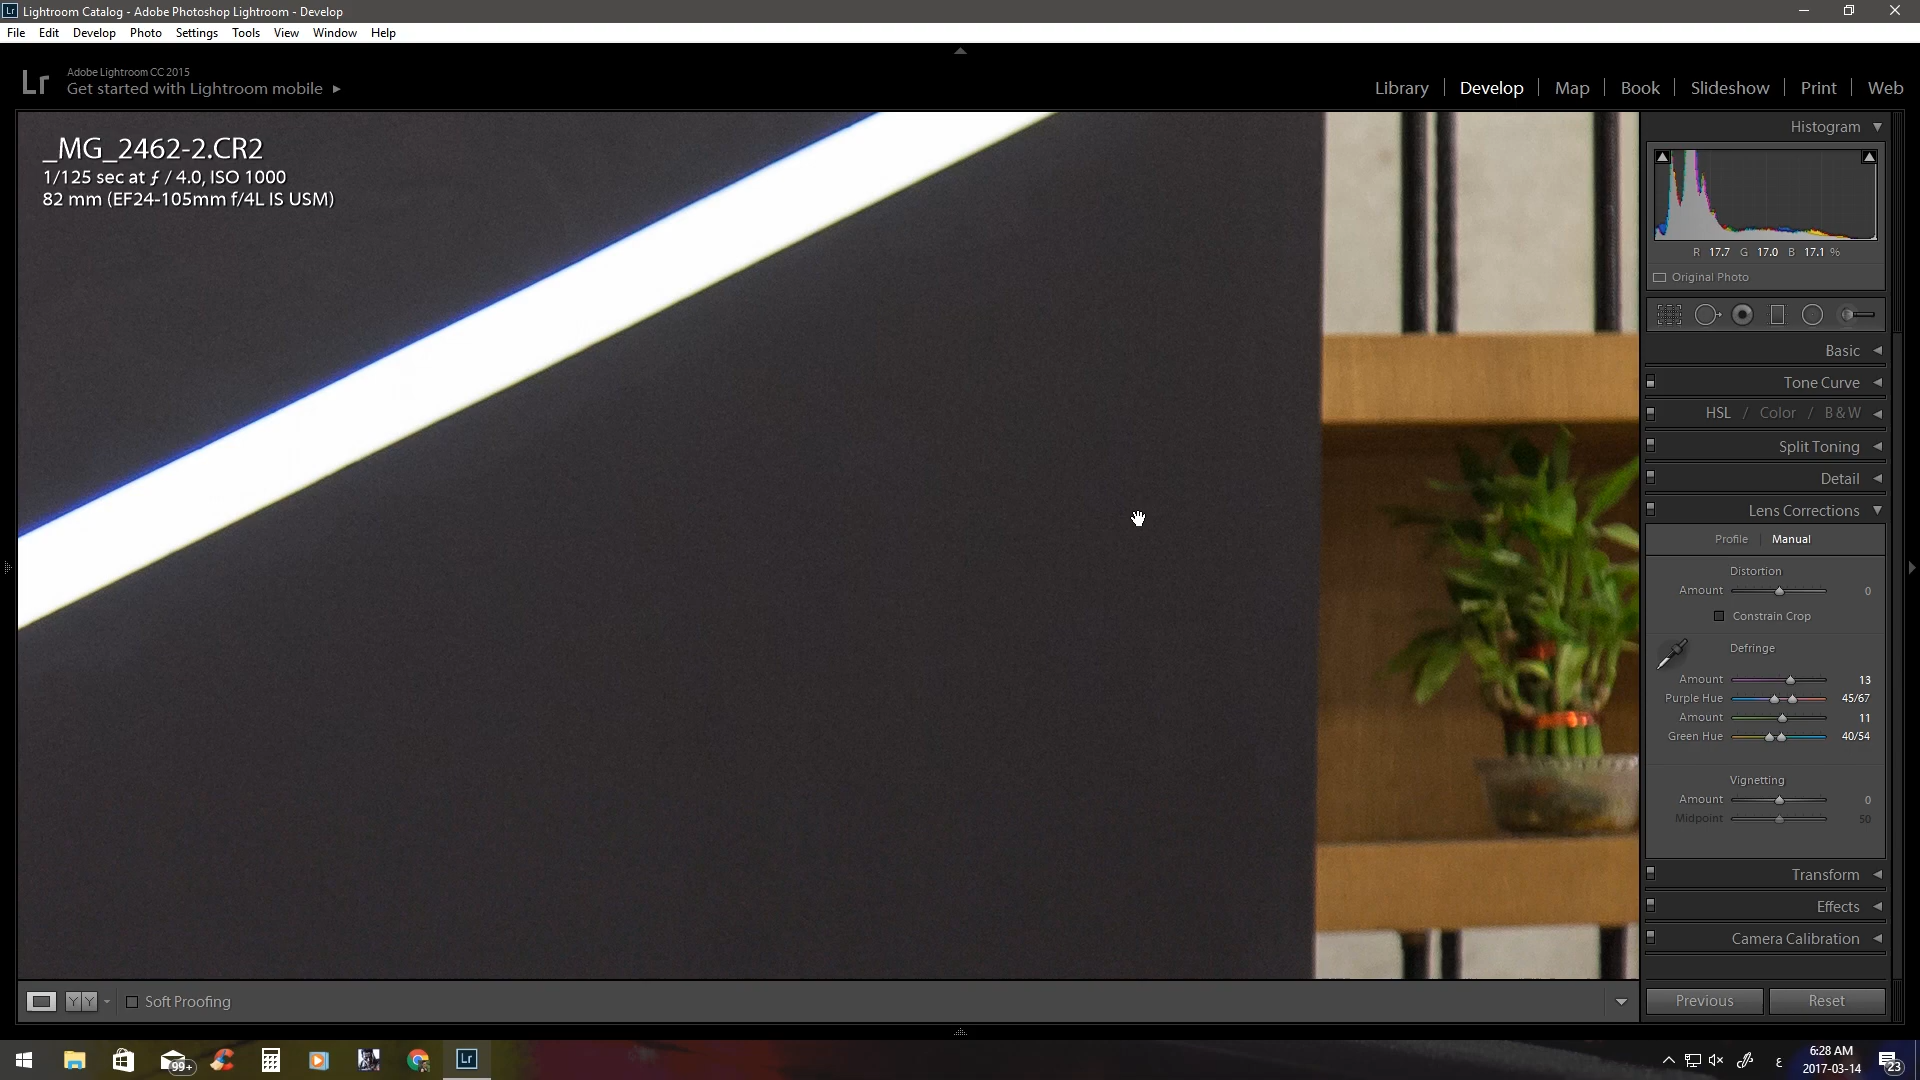 Lr Lightroom Catalog - Adobe Photoshop Lightroom - Develop
File Edit Develop Photo Settings Tools View Window Help
Lr Adobe Lightroom CC 2015
Get started with Lightroom mobile ▶
Library | Develop | Map | Book | Slideshow | Print | Web
_MG_2462-2.CR2
1/125 sec at ƒ / 4.0, ISO 1000
82 mm (EF24-105mm f/4L IS USM)
Histogram
R 17.7 G 17.0 B 17.1 %
Original Photo
Basic
Tone Curve
HSL / Color / B & W
Split Toning
Detail
Lens Corrections
Profile | Manual
Distortion
Amount 0
Constrain Crop
Defringe
Amount 13
Purple Hue 45/67
Amount 11
Green Hue 40/54
Vignetting
Amount 0
Midpoint 50
Transform
Effects
Camera Calibration
Previous Reset
Y Y Soft Proofing
99+ Lr ع 6:28 AM
2017-03-14 23